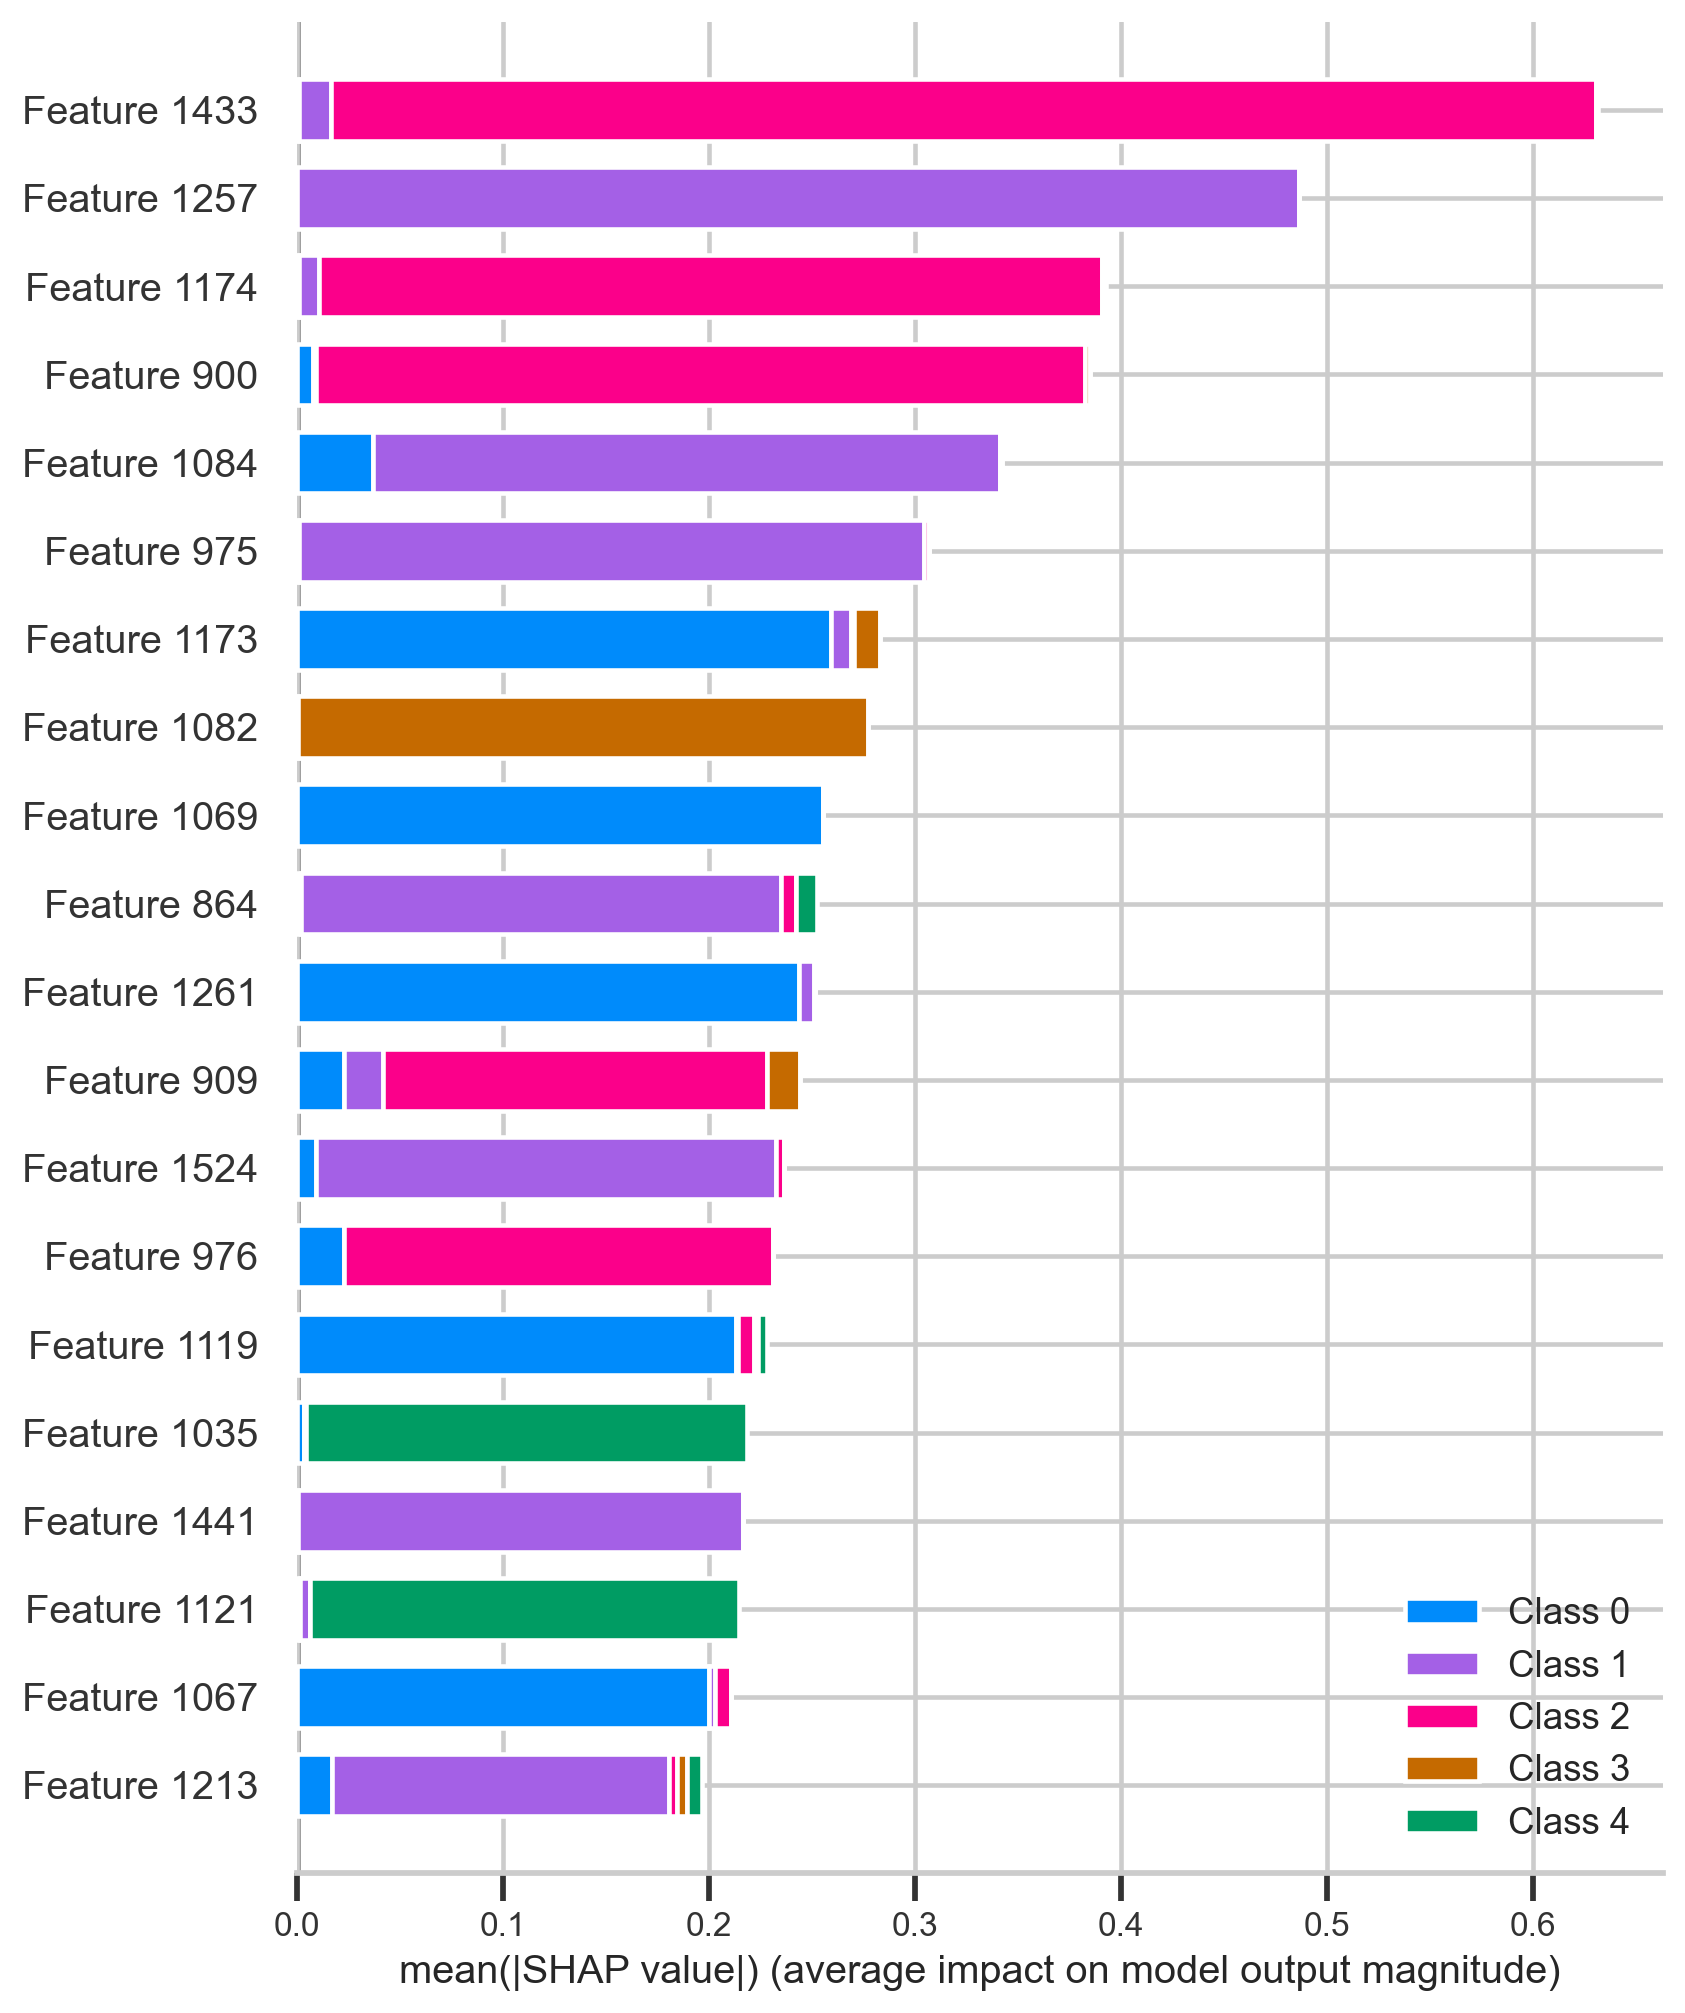 Feature 1433
Feature 1257
Feature 1174
Feature 900
Feature 1084
Feature 975
Feature 1173
Feature 1082
Feature 1069
Feature 864
Feature 1261
Feature 909
Feature 1524
Feature 976
Feature 1119
Feature 1035
Feature 1441
Feature 1121
Feature 1067
Feature 1213
Class 0
Class 1
Class 2
Class 3
Class 4
0.0 0.1 0.2 0.3 0.4 0.5 0.6
mean(|SHAP value|) (average impact on model output magnitude)